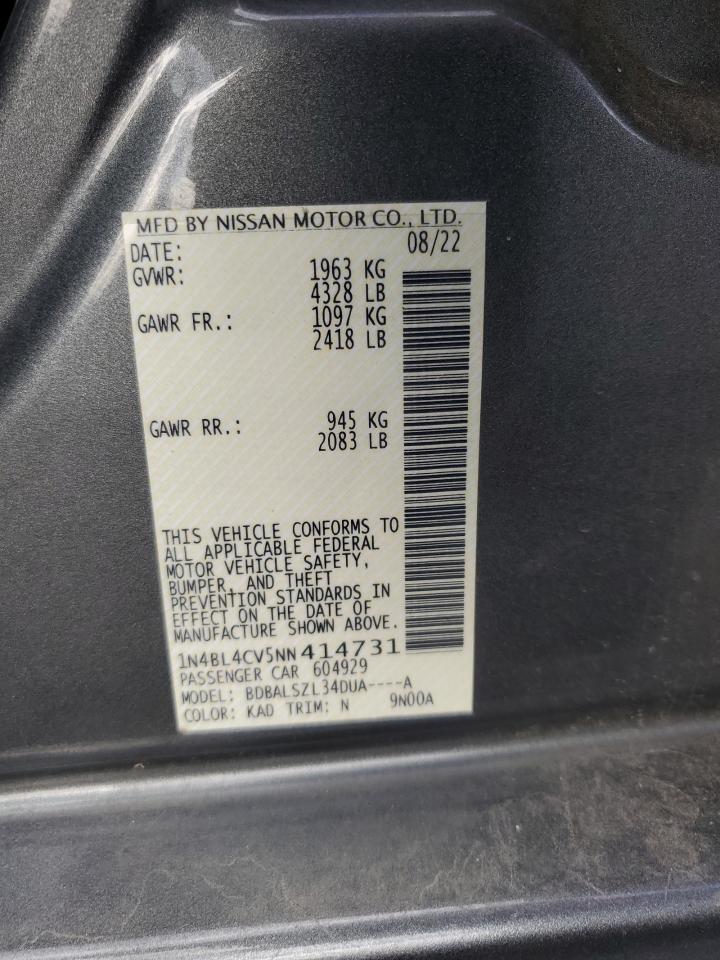 MFD BY NISSAN MOTOR CO., LTD.
DATE: 08/22
GVWR: 1963 KG
4328 LB
GAWR FR.: 1097 KG
2418 LB
GAWR RR.: 945 KG
2083 LB
THIS VEHICLE CONFORMS TO
ALL APPLICABLE FEDERAL
MOTOR VEHICLE SAFETY,
BUMPER, AND THEFT
PREVENTION STANDARDS IN
EFFECT ON THE DATE OF
MANUFACTURE SHOWN ABOVE.
1N4BL4CV5NN414731
PASSENGER CAR 604929
MODEL: BDBALSZL34DUA----A
COLOR: KAD TRIM: N 9N00A